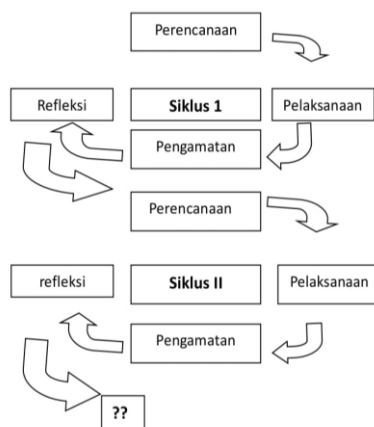 Perencanaan
Refleksi
Siklus 1
Pelaksanaan
Pengamatan
Perencanaan
refleksi
Siklus II
Pelaksanaan
Pengamatan
??